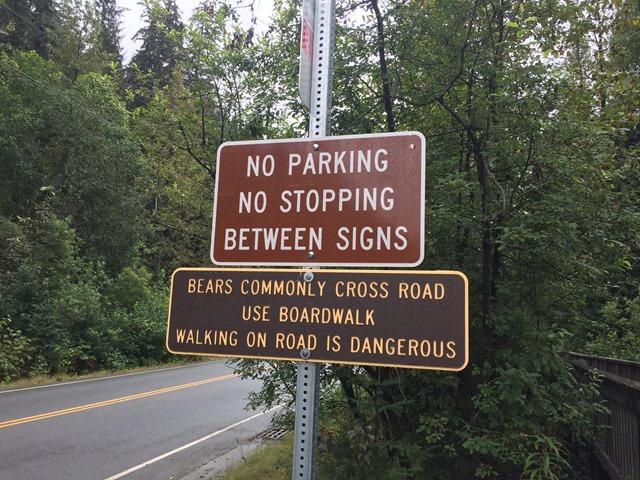 NO PARKING
NO STOPPING
BETWEEN SIGNS
BEARS COMMONLY CROSS ROAD
USE BOARDWALK
WALKING ON ROAD IS DANGEROUS